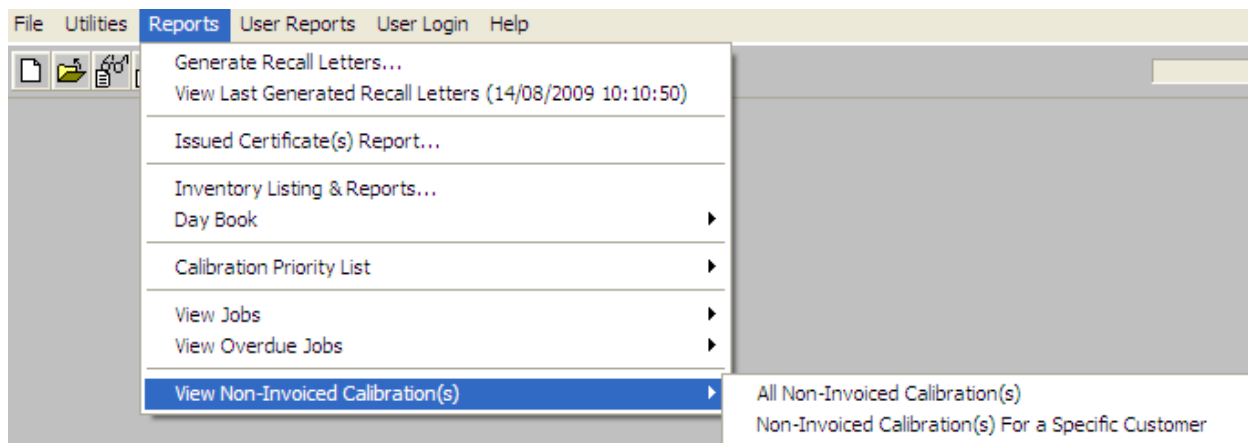 File Utilities Reports User Reports User Login Help
Generate Recall Letters...
View Last Generated Recall Letters (14/08/2009 10:10:50)
Issued Certificate(s) Report...
Inventory Listing & Reports...
Day Book
Calibration Priority List
View Jobs
View Overdue Jobs
View Non-Invoiced Calibration(s)
All Non-Invoiced Calibration(s)
Non-Invoiced Calibration(s) For a Specific Customer